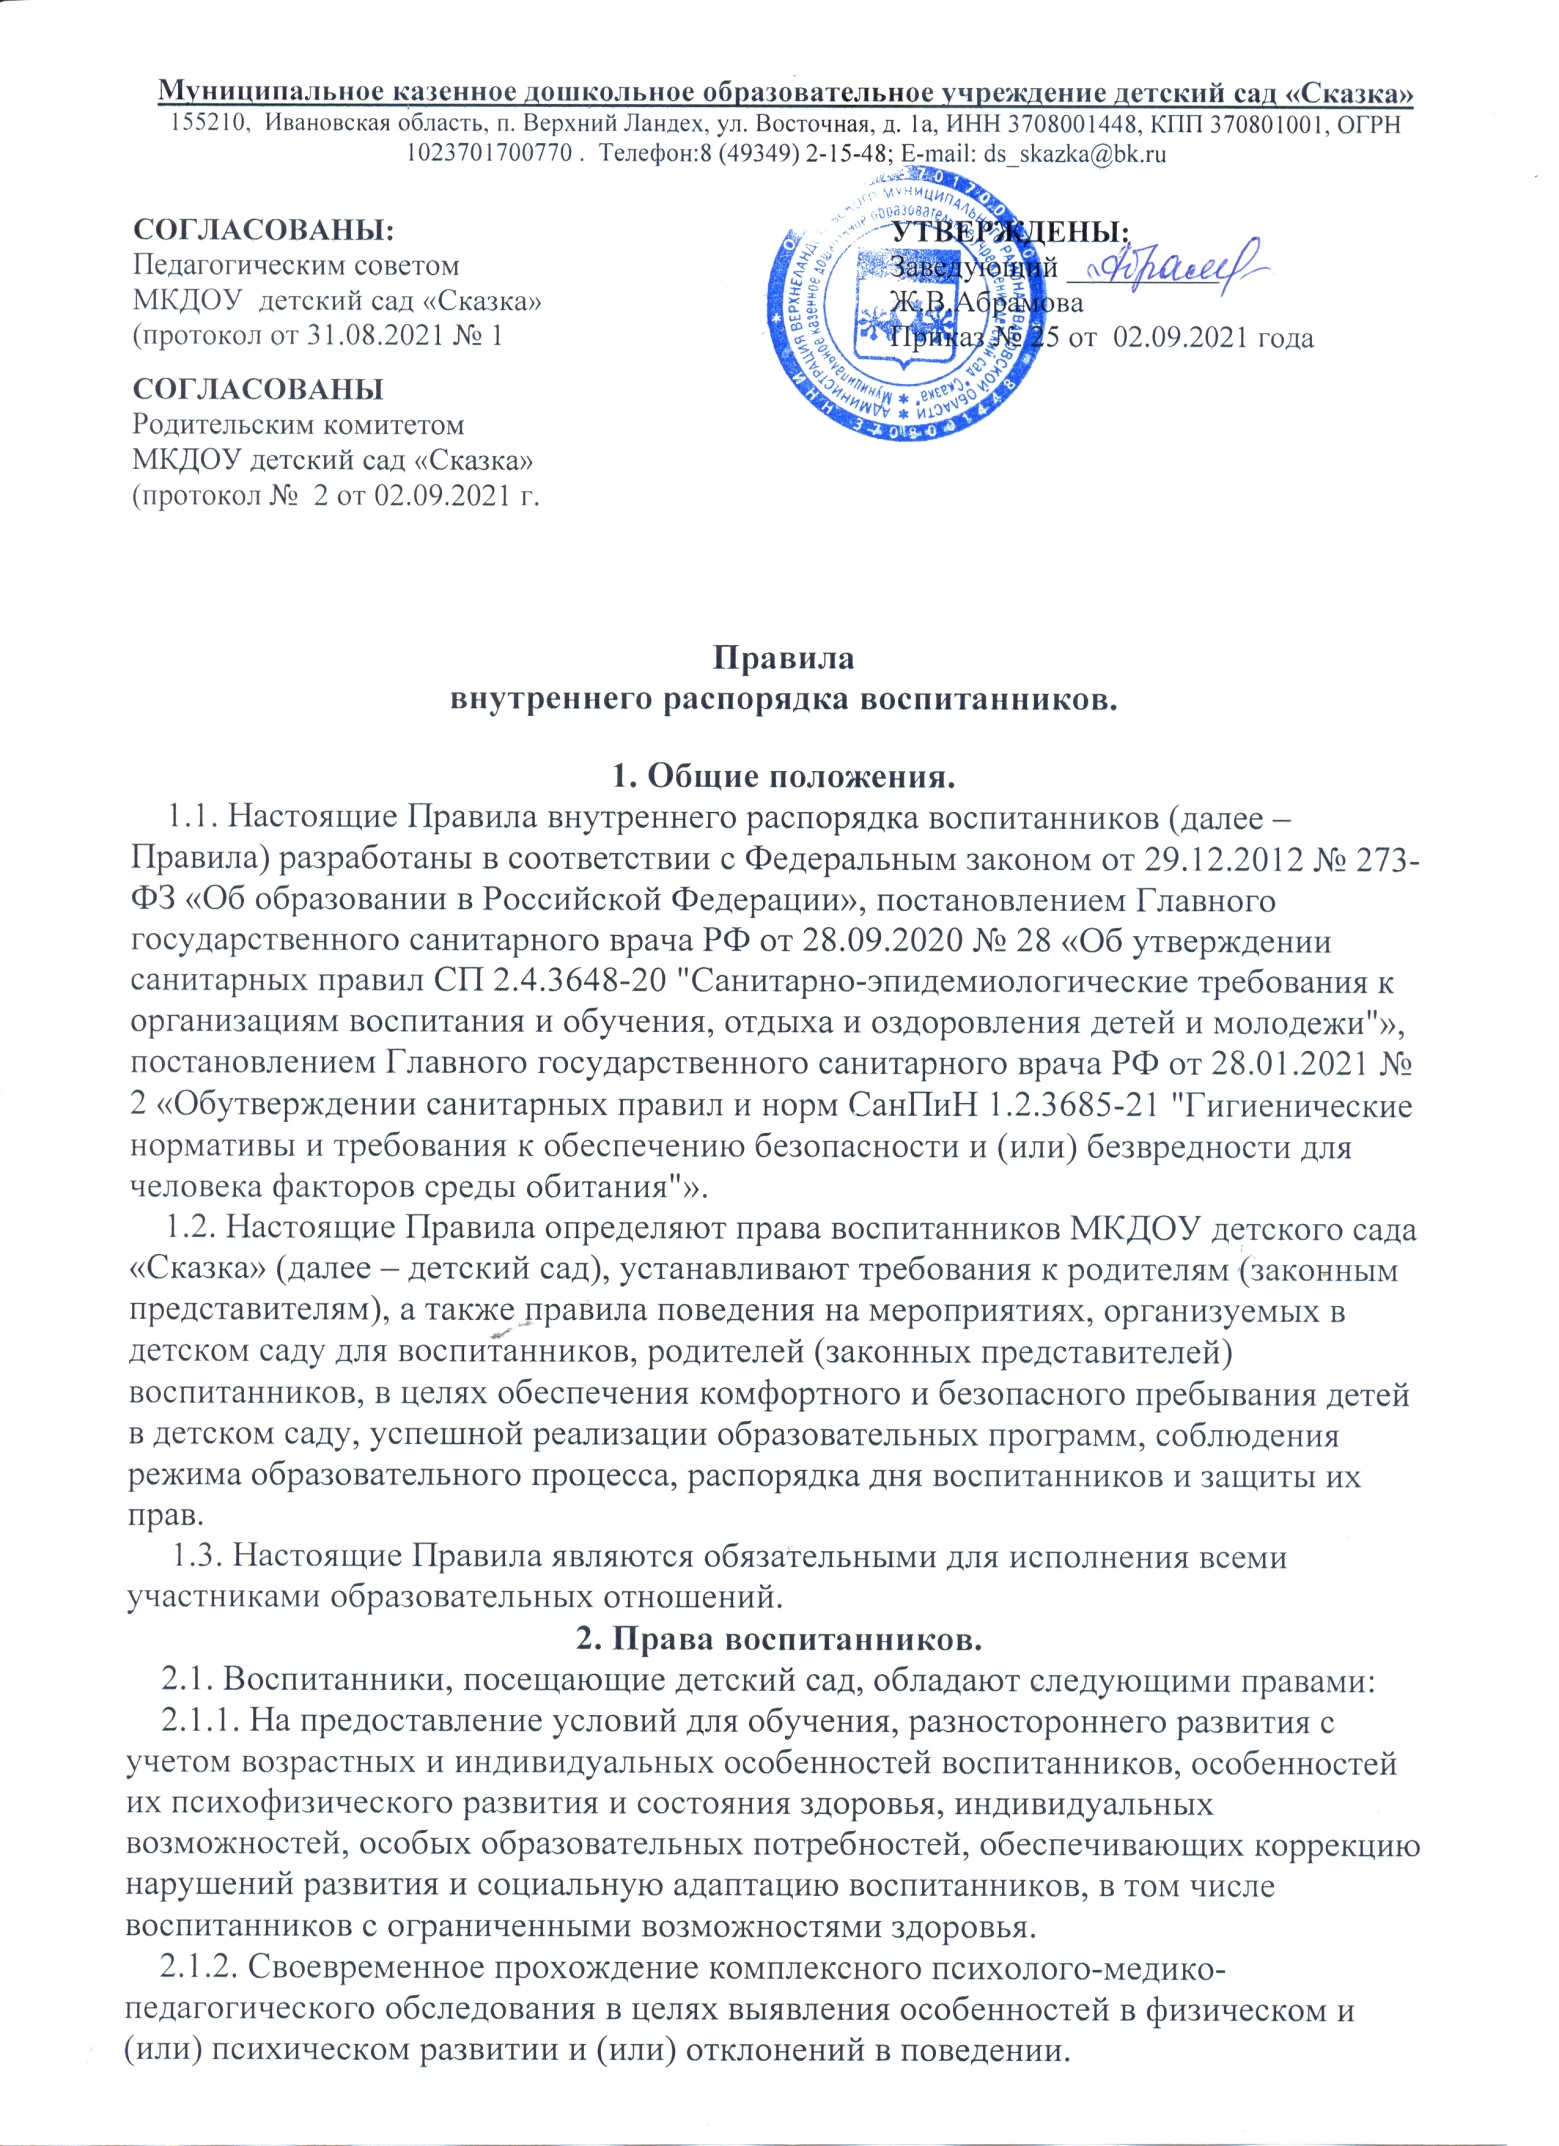 Муниципальное казенное дошкольное образовательное учреждение детский сад «Сказка»
155210,  Ивановская область, п. Верхний Ландех, ул. Восточная, д. 1а, ИНН 3708001448, КПП 370801001, ОГРН
1023701700770 .  Телефон:8 (49349) 2-15-48; E-mail: ds_skazka@bk.ru
СОГЛАСОВАНЫ:
Педагогическим советом
МКДОУ  детский сад «Сказка»
(протокол от 31.08.2021 № 1
СОГЛАСОВАНЫ
Родительским комитетом
МКДОУ детский сад «Сказка»
(протокол №  2 от 02.09.2021 г.
УТВЕРЖДЕНЫ:
Заведующий
Ж.В.Абрамова
Приказ № 25 от  02.09.2021 года
Правила
внутреннего распорядка воспитанников.
1. Общие положения.
1.1. Настоящие Правила внутреннего распорядка воспитанников (далее –
Правила) разработаны в соответствии с Федеральным законом от 29.12.2012 № 273-
ФЗ «Об образовании в Российской Федерации», постановлением Главного
государственного санитарного врача РФ от 28.09.2020 № 28 «Об утверждении
санитарных правил СП 2.4.3648-20 "Санитарно-эпидемиологические требования к
организациям воспитания и обучения, отдыха и оздоровления детей и молодежи"»,
постановлением Главного государственного санитарного врача РФ от 28.01.2021 №
2 «Обутверждении санитарных правил и норм СанПиН 1.2.3685-21 "Гигиенические
нормативы и требования к обеспечению безопасности и (или) безвредности для
человека факторов среды обитания"».
1.2. Настоящие Правила определяют права воспитанников МКДОУ детского сада
«Сказка» (далее – детский сад), устанавливают требования к родителям (законным
представителям), а также правила поведения на мероприятиях, организуемых в
детском саду для воспитанников, родителей (законных представителей)
воспитанников, в целях обеспечения комфортного и безопасного пребывания детей
в детском саду, успешной реализации образовательных программ, соблюдения
режима образовательного процесса, распорядка дня воспитанников и защиты их
прав.
1.3. Настоящие Правила являются обязательными для исполнения всеми
участниками образовательных отношений.
2. Права воспитанников.
2.1. Воспитанники, посещающие детский сад, обладают следующими правами:
2.1.1. На предоставление условий для обучения, разностороннего развития с
учетом возрастных и индивидуальных особенностей воспитанников, особенностей
их психофизического развития и состояния здоровья, индивидуальных
возможностей, особых образовательных потребностей, обеспечивающих коррекцию
нарушений развития и социальную адаптацию воспитанников, в том числе
воспитанников с ограниченными возможностями здоровья.
2.1.2. Своевременное прохождение комплексного психолого-медико-
педагогического обследования в целях выявления особенностей в физическом и
(или) психическом развитии и (или) отклонений в поведении.